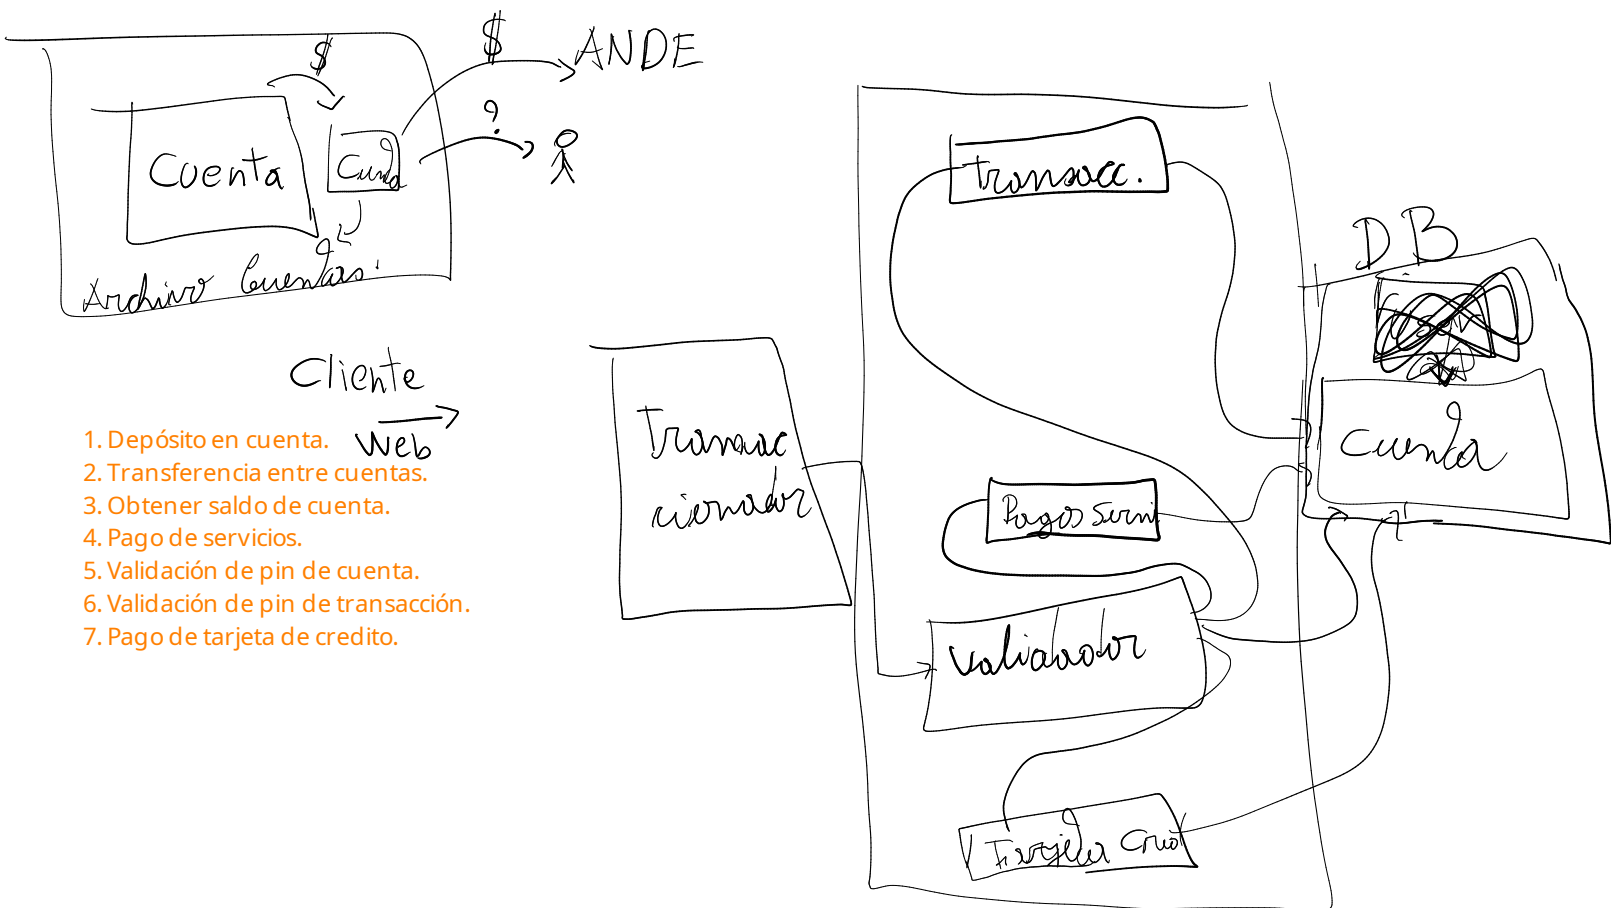 $
$
ANDE
?
Cuenta
Cuenta
Archivo Cuentas.
Cliente
Web
1. Depósito en cuenta.
2. Transferencia entre cuentas.
3. Obtener saldo de cuenta.
4. Pago de servicios.
5. Validación de pin de cuenta.
6. Validación de pin de transacción.
7. Pago de tarjeta de credito.
Transac
cionador
Transacc.
Pagos Servi
Validador
Tarjeta Cred
DB
Cuenta